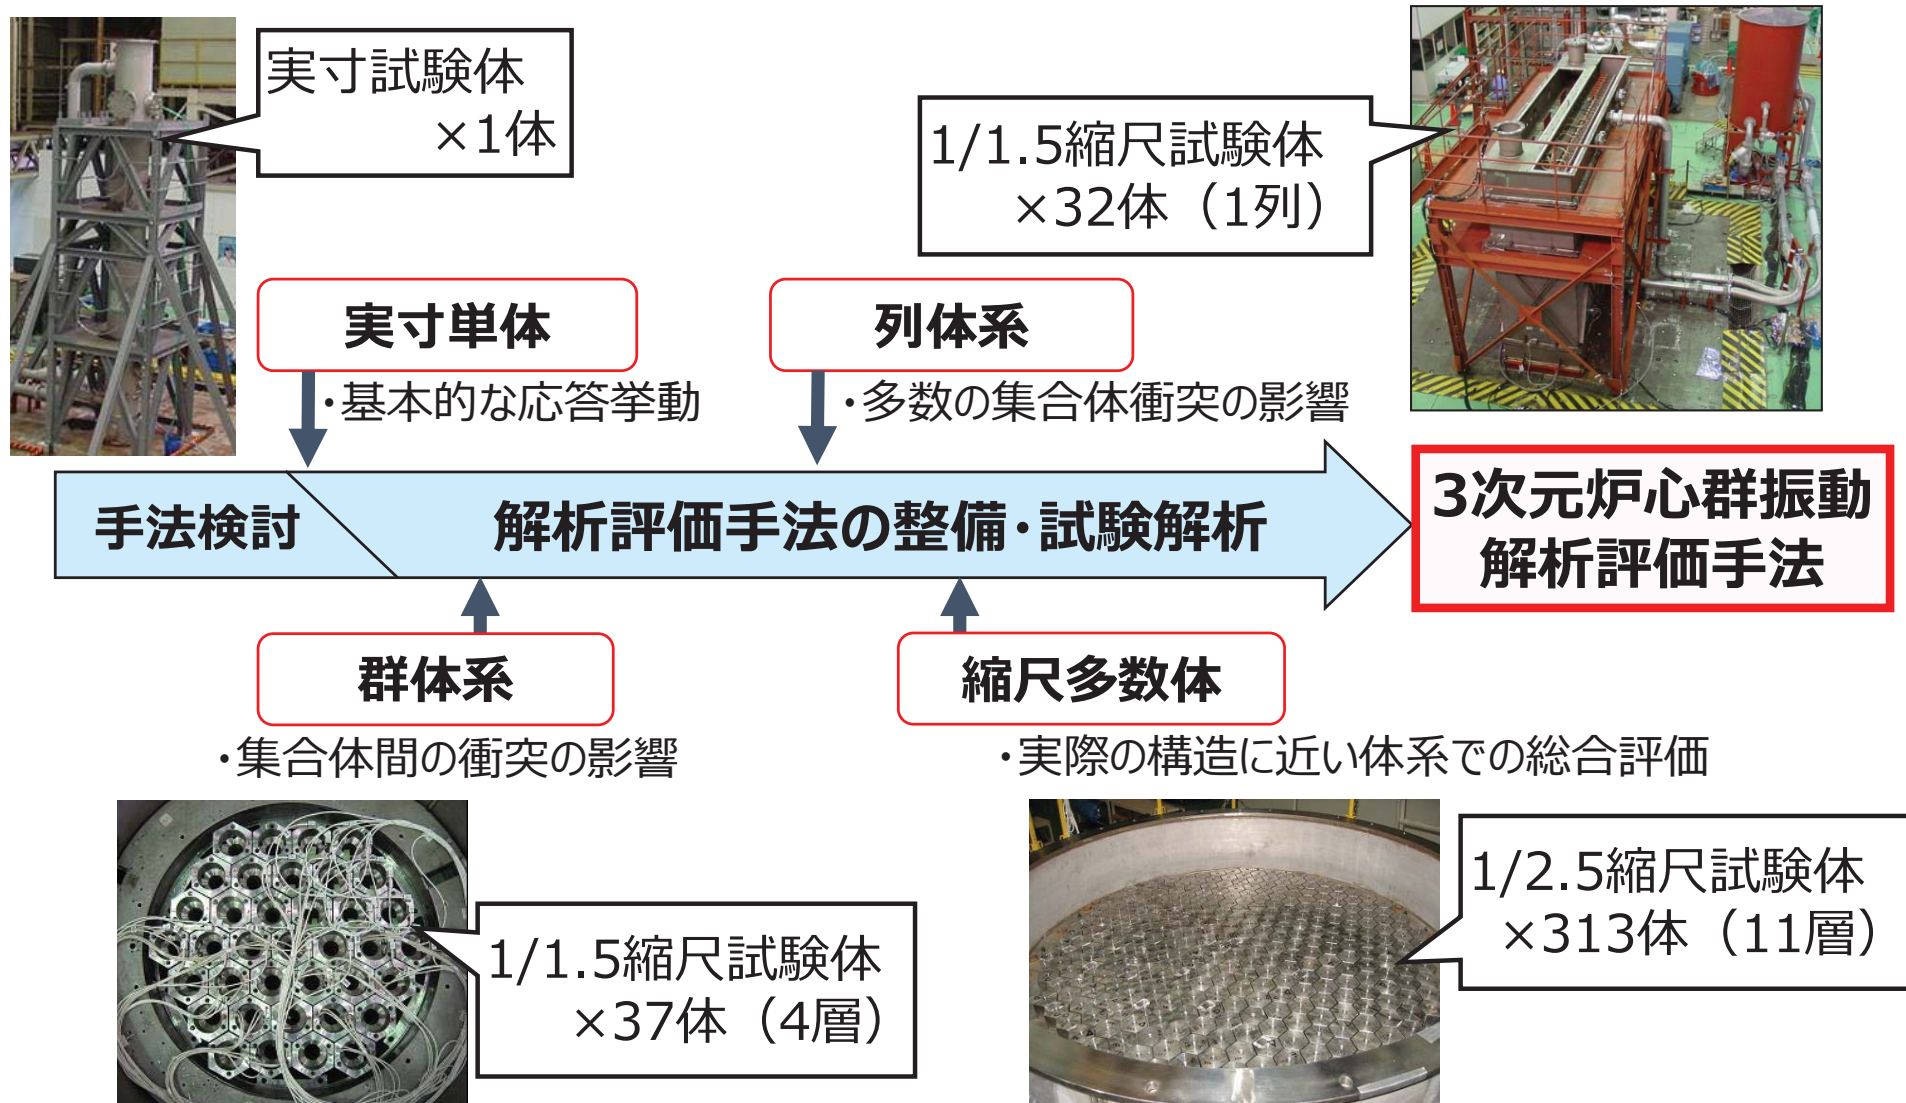 実寸試験体
×1体
1/1.5縮尺試験体
×32体（1列）
実寸単体
・基本的な応答挙動
列体系
・多数の集合体衝突の影響
手法検討
解析評価手法の整備・試験解析
3次元炉心群振動
解析評価手法
群体系
・集合体間の衝突の影響
縮尺多数体
・実際の構造に近い体系での総合評価
1/1.5縮尺試験体
×37体（4層）
1/2.5縮尺試験体
×313体（11層）